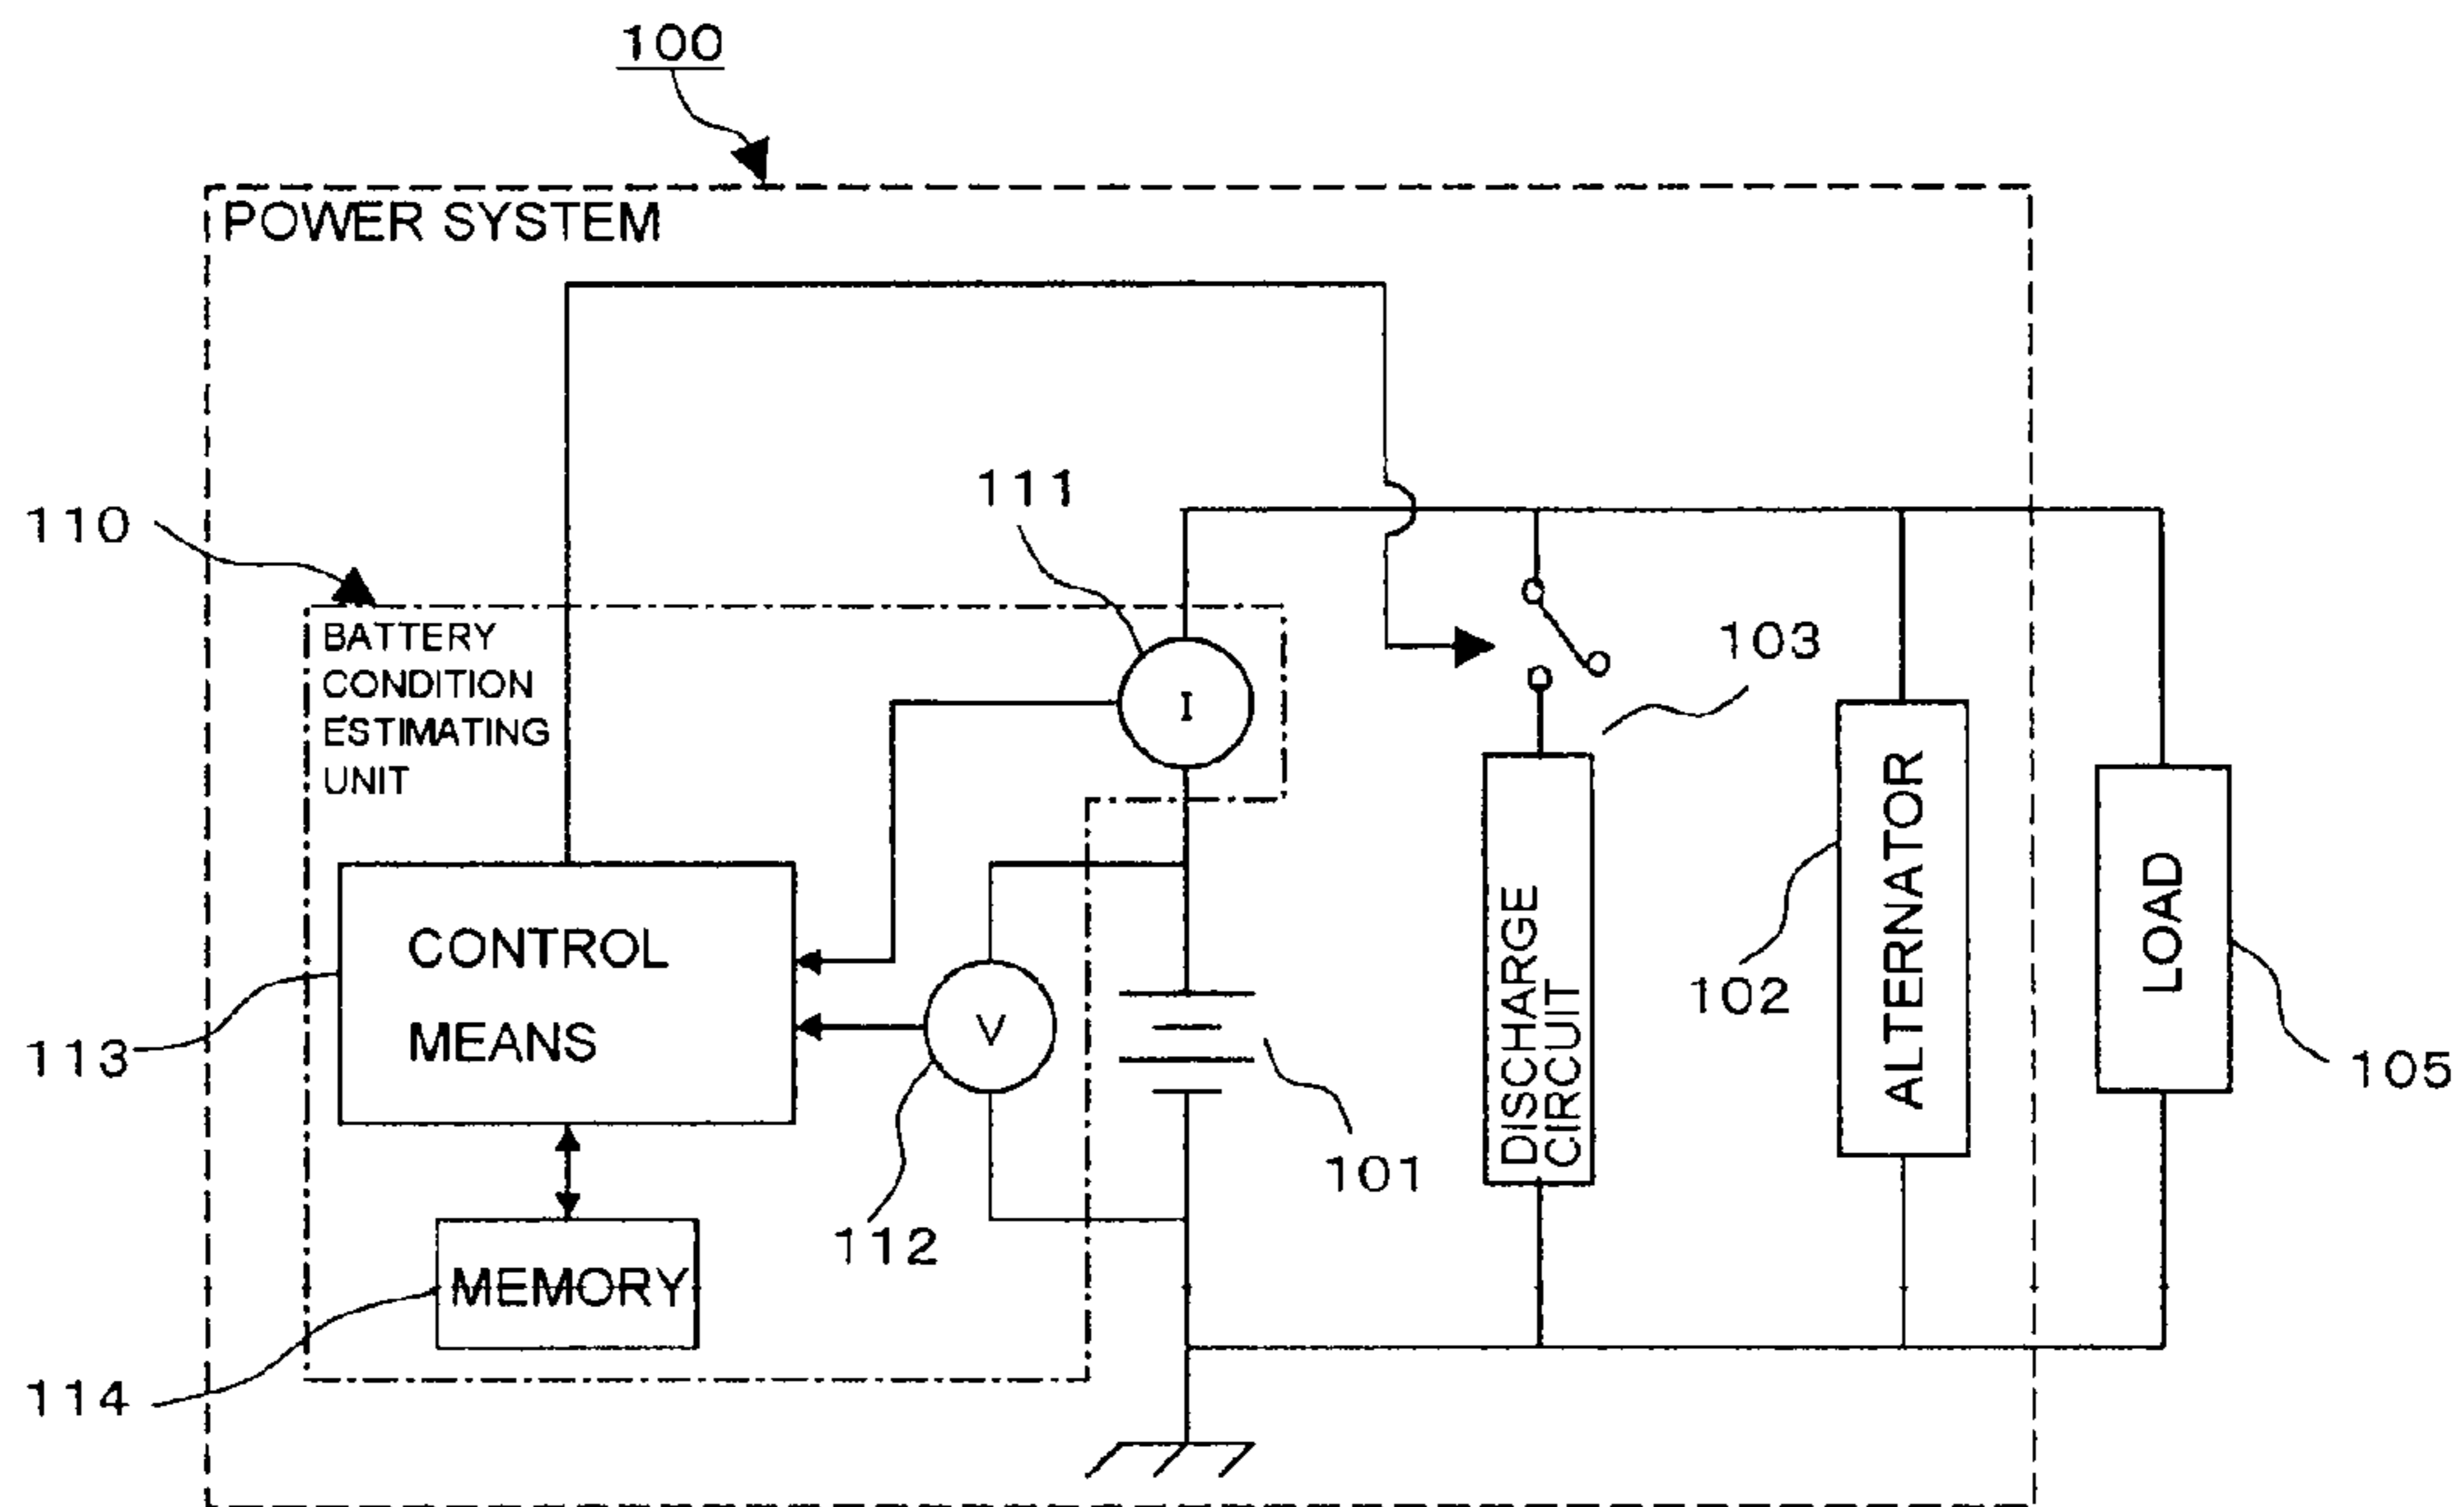 100
POWER SYSTEM
111
110
BATTERY
CONDITION
ESTIMATING
UNIT
103
I
CONTROL
MEANS
V
DISCHARGE
CIRCUIT
ALTERNATOR
LOAD
102
113
105
101
112
MEMORY
114